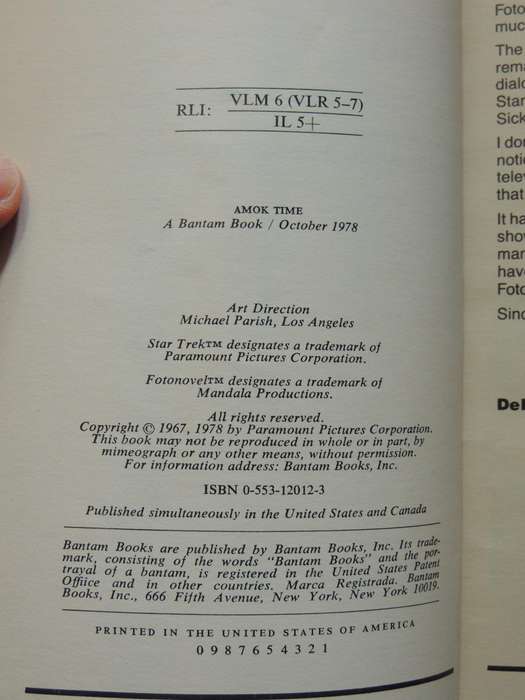 RLI: VLM 6 (VLR 5–7)
IL 5+
AMOK TIME
A Bantam Book / October 1978
Art Direction
Michael Parish, Los Angeles
Star Trek™ designates a trademark of
Paramount Pictures Corporation.
Fotonovel™ designates a trademark of
Mandala Productions.
All rights reserved.
Copyright © 1967, 1978 by Paramount Pictures Corporation.
This book may not be reproduced in whole or in part, by
mimeograph or any other means, without permission.
For information address: Bantam Books, Inc.
ISBN 0-553-12012-3
Published simultaneously in the United States and Canada
Bantam Books are published by Bantam Books, Inc. Its trade-
mark, consisting of the words "Bantam Books" and the por-
trayal of a bantam, is registered in the United States Patent
Office and in other countries. Marca Registrada. Bantam
Books, Inc., 666 Fifth Avenue, New York, New York 10019.
PRINTED IN THE UNITED STATES OF AMERICA
0 9 8 7 6 5 4 3 2 1
Foto
muc
The
rema
dialo
Star
Sick
I do
noti
telev
that
It ha
sho
mar
have
Foto
Sinc
DeF